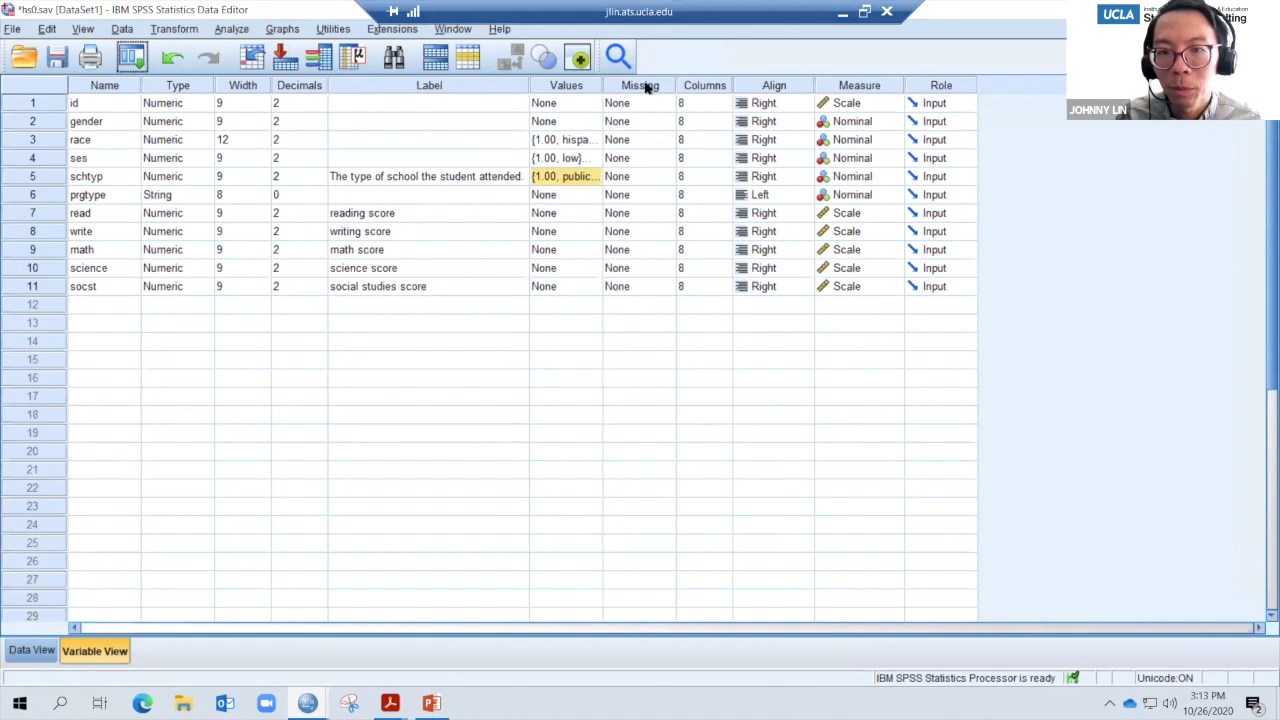 *hs0.sav [DataSet1] - IBM SPSS Statistics Data Editor
jlin.ats.ucla.edu
UCLA
File Edit View Data Transform Analyze Graphs Utilities Extensions Window Help
JOHNNY LIN
Name Type Width Decimals Label Values Missing Columns Align Measure Role
1 id Numeric 9 2 None None 8 Right Scale Input
2 gender Numeric 9 2 None None 8 Right Nominal Input
3 race Numeric 12 2 {1.00, hispa... None 8 Right Nominal Input
4 ses Numeric 9 2 {1.00, low}... None 8 Right Nominal Input
5 schtyp Numeric 9 2 The type of school the student attended. {1.00, public... None 8 Right Nominal Input
6 prgtype String 8 0 None None 8 Left Nominal Input
7 read Numeric 9 2 reading score None None 8 Right Scale Input
8 write Numeric 9 2 writing score None None 8 Right Scale Input
9 math Numeric 9 2 math score None None 8 Right Scale Input
10 science Numeric 9 2 science score None None 8 Right Scale Input
11 socst Numeric 9 2 social studies score None None 8 Right Scale Input
12
13
14
15
16
17
18
19
20
21
22
23
24
25
26
27
28
29
Data View Variable View
IBM SPSS Statistics Processor is ready Unicode:ON
3:13 PM
10/26/2020
2